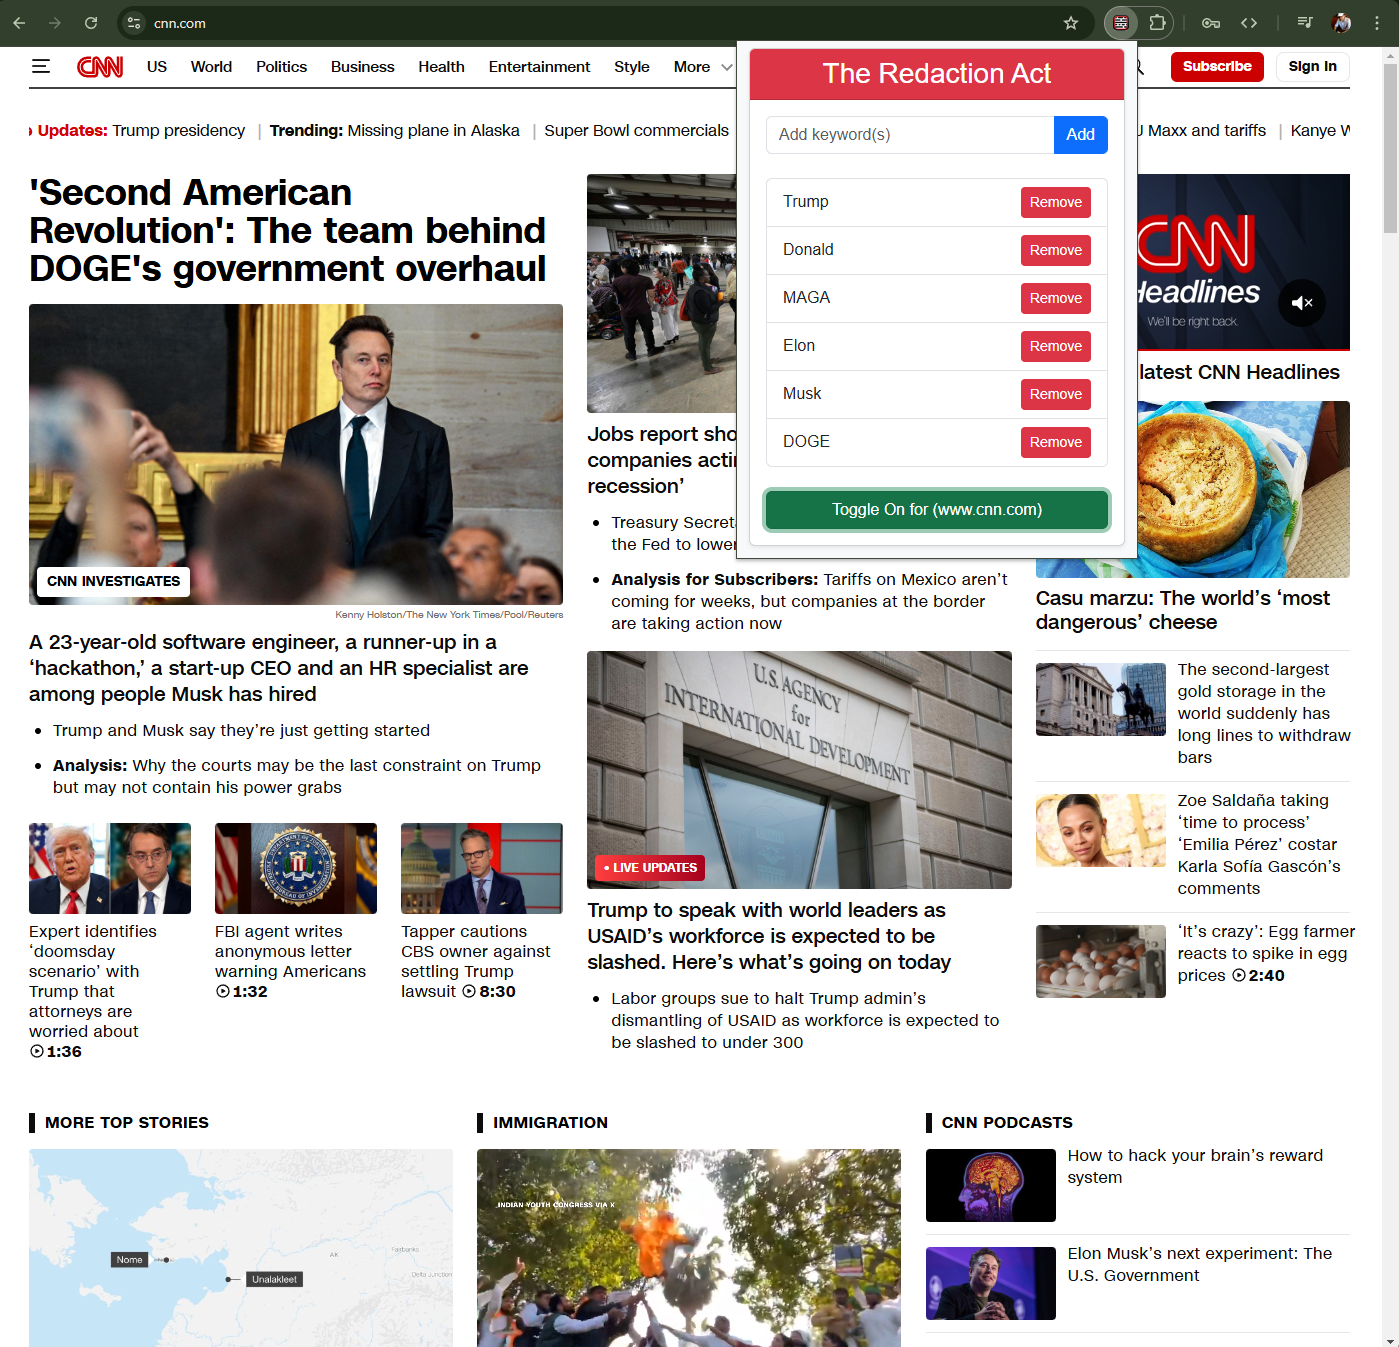 cnn.com
CNN
US
World
Politics
Business
Health
Entertainment
Style
More
Subscribe
Sign in
Updates: Trump presidency | Trending: Missing plane in Alaska | Super Bowl commercials
Maxx and tariffs | Kanye W
The Redaction Act
Add keyword(s)
Add
Trump
Remove
Donald
Remove
MAGA
Remove
Elon
Remove
Musk
Remove
DOGE
Remove
Toggle On for (www.cnn.com)
'Second American
Revolution': The team behind
DOGE's government overhaul
CNN INVESTIGATES
Kenny Holston/The New York Times/Pool/Reuters
A 23-year-old software engineer, a runner-up in a
‘hackathon,’ a start-up CEO and an HR specialist are
among people Musk has hired
• Trump and Musk say they’re just getting started
• Analysis: Why the courts may be the last constraint on Trump
but may not contain his power grabs
Expert identifies
‘doomsday
scenario’ with
Trump that
attorneys are
worried about
1:36
FBI agent writes
anonymous letter
warning Americans
1:32
Tapper cautions
CBS owner against
settling Trump
lawsuit 8:30
Jobs report sho
companies acti
recession’
• Treasury Secret
the Fed to lower
• Analysis for Subscribers: Tariffs on Mexico aren’t
coming for weeks, but companies at the border
are taking action now
U.S. AGENCY
for
INTERNATIONAL DEVELOPMENT
• LIVE UPDATES
Trump to speak with world leaders as
USAID’s workforce is expected to be
slashed. Here’s what’s going on today
• Labor groups sue to halt Trump admin’s
dismantling of USAID as workforce is expected to
be slashed to under 300
CNN
Headlines
We'll be right back.
latest CNN Headlines
Casu marzu: The world’s ‘most
dangerous’ cheese
The second-largest
gold storage in the
world suddenly has
long lines to withdraw
bars
Zoe Saldaña taking
‘time to process’
‘Emilia Pérez’ costar
Karla Sofía Gascón’s
comments
‘It’s crazy’: Egg farmer
reacts to spike in egg
prices 2:40
MORE TOP STORIES
Nome
Unalakleet
AK
Fairbanks
Delta Junction
IMMIGRATION
INDIAN YOUTH CONGRESS VIA X
CNN PODCASTS
How to hack your brain’s reward
system
Elon Musk’s next experiment: The
U.S. Government